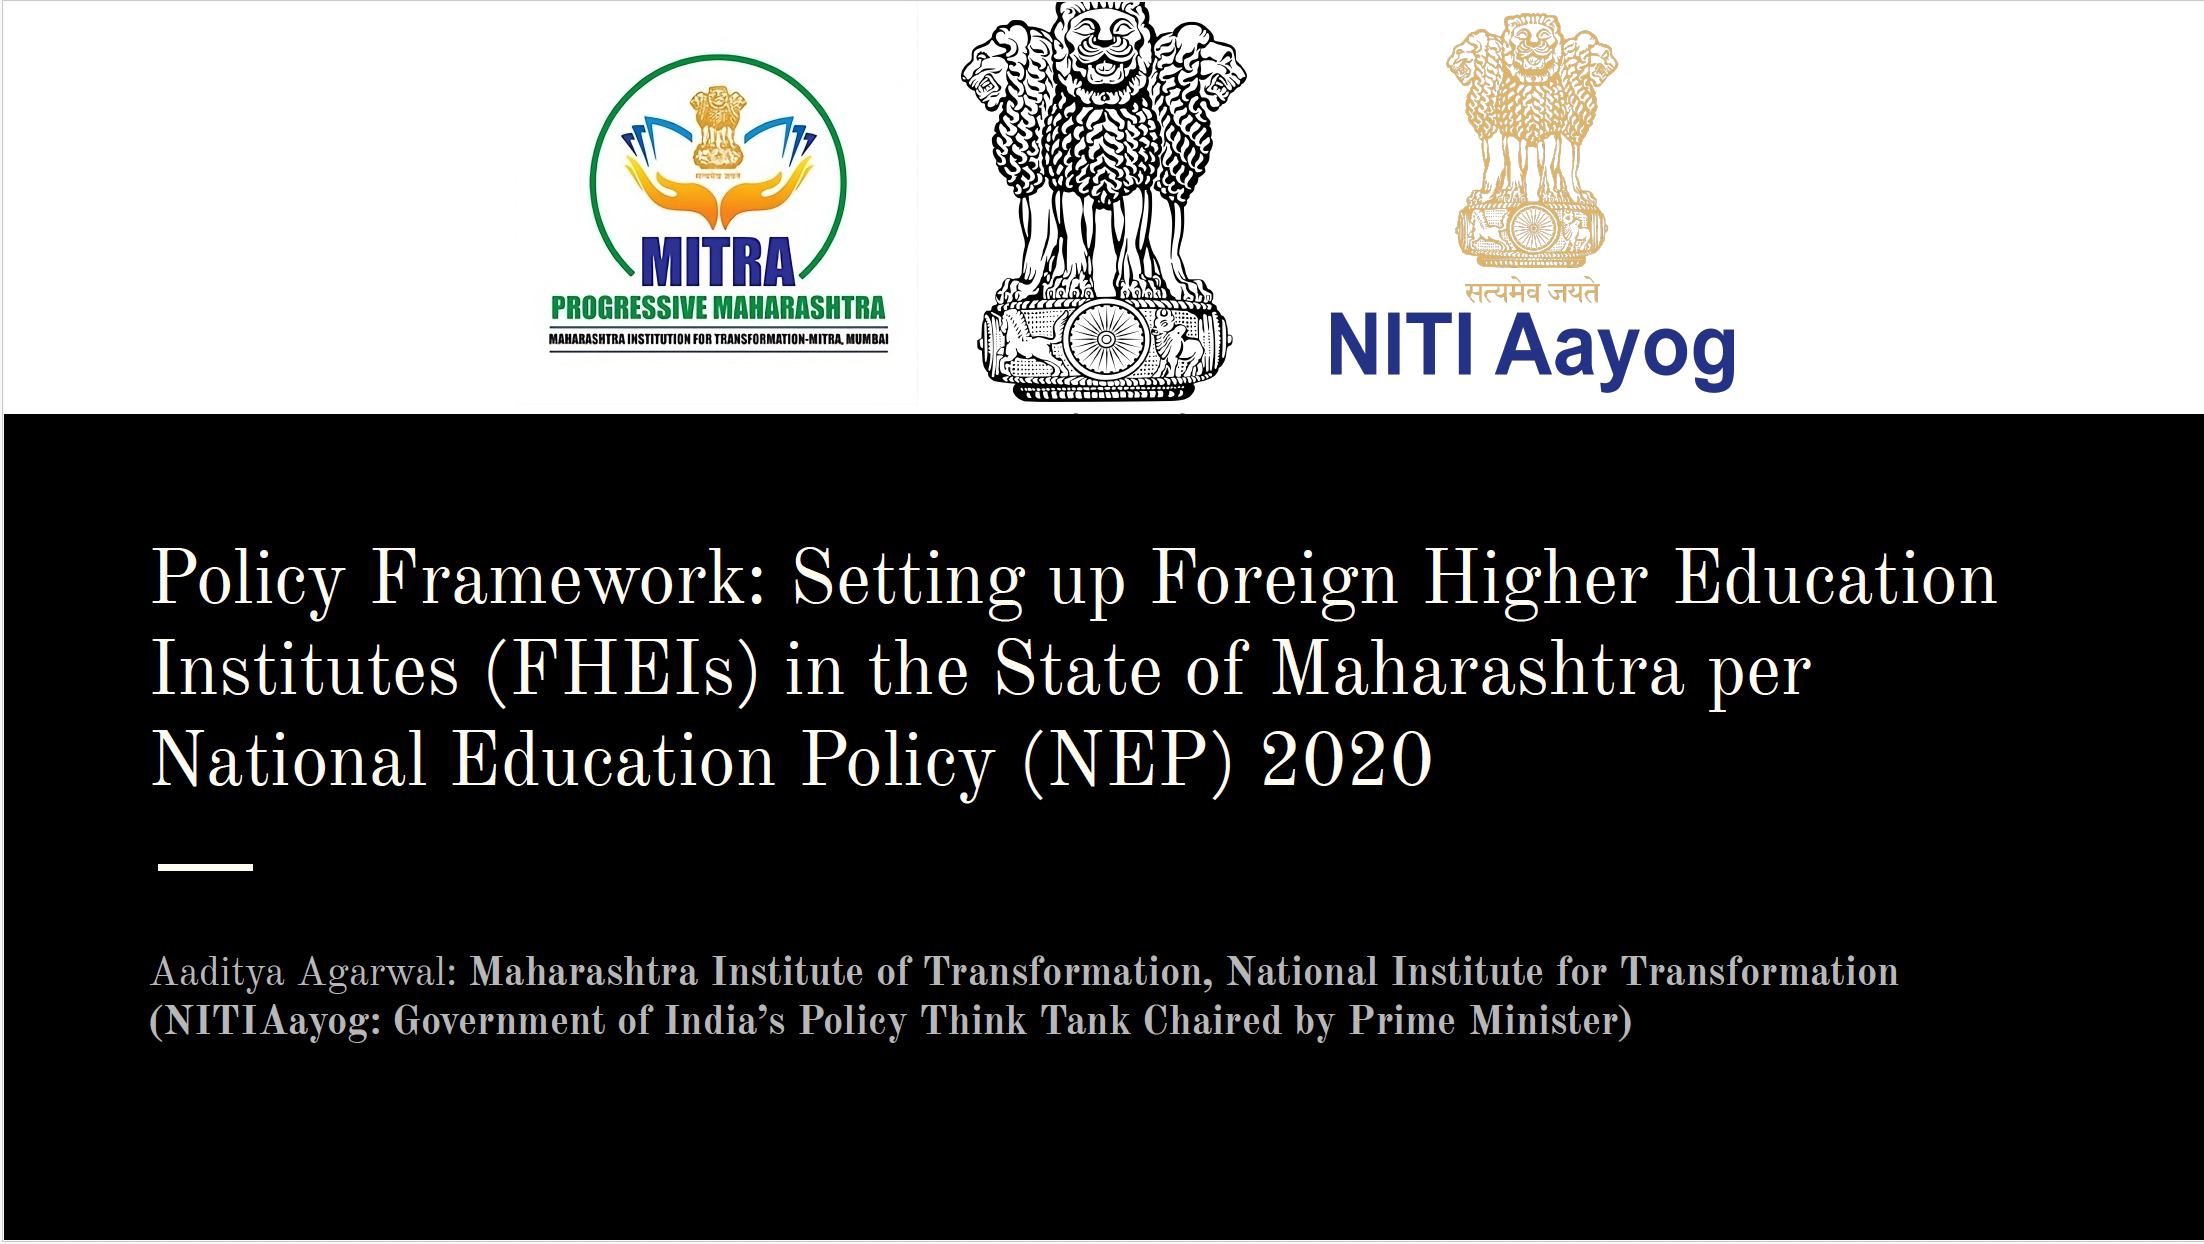 सत्यमेव जयते
MITRA
PROGRESSIVE MAHARASHTRA
MAHARASHTRA INSTITUTION FOR TRANSFORMATION-MITRA, MUMBAI
सत्यमेव जयते
NITI Aayog
Policy Framework: Setting up Foreign Higher Education
Institutes (FHEIs) in the State of Maharashtra per
National Education Policy (NEP) 2020
Aaditya Agarwal: Maharashtra Institute of Transformation, National Institute for Transformation
(NITIAayog: Government of India’s Policy Think Tank Chaired by Prime Minister)